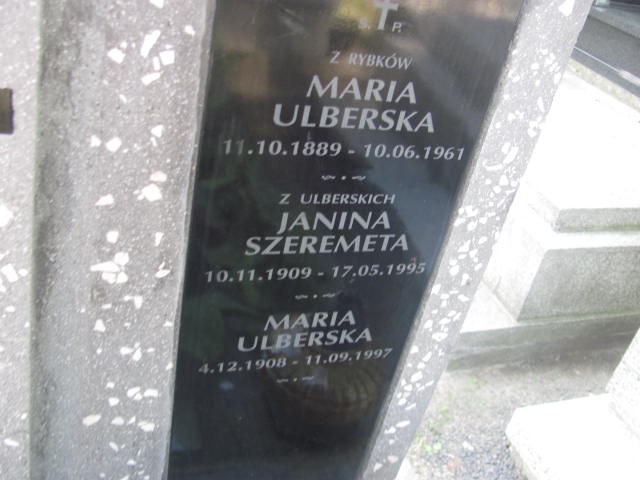 Ś. P.
Z RYBKÓW
MARIA
ULBERSKA
11.10.1889 - 10.06.1961
Z ULBERSKICH
JANINA
SZEREMETA
10.11.1909 - 17.05.1995
MARIA
ULBERSKA
4.12.1908 - 11.09.1997